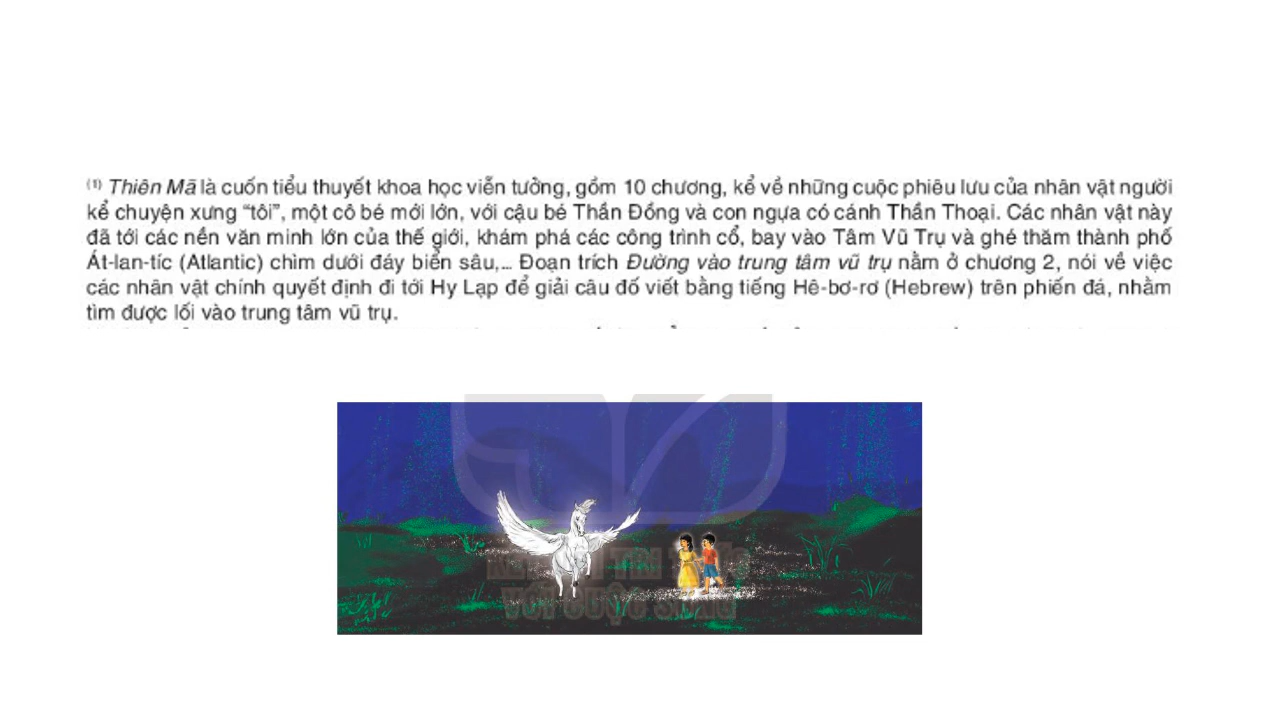 (1) Thiên Mã là cuốn tiểu thuyết khoa học viễn tưởng, gồm 10 chương, kể về những cuộc phiêu lưu của nhân vật người
kể chuyện xưng “tôi”, một cô bé mới lớn, với cậu bé Thần Đồng và con ngựa có cánh Thần Thoại. Các nhân vật này
đã tới các nền văn minh lớn của thế giới, khám phá các công trình cổ, bay vào Tâm Vũ Trụ và ghé thăm thành phố
Át-lan-tíc (Atlantic) chìm dưới đáy biển sâu,... Đoạn trích Đường vào trung tâm vũ trụ nằm ở chương 2, nói về việc
các nhân vật chính quyết định đi tới Hy Lạp để giải câu đố viết bằng tiếng Hê-bơ-rơ (Hebrew) trên phiến đá, nhằm
tìm được lối vào trung tâm vũ trụ.
KẾT NỐI TRI THỨC
VỚI CUỘC SỐNG